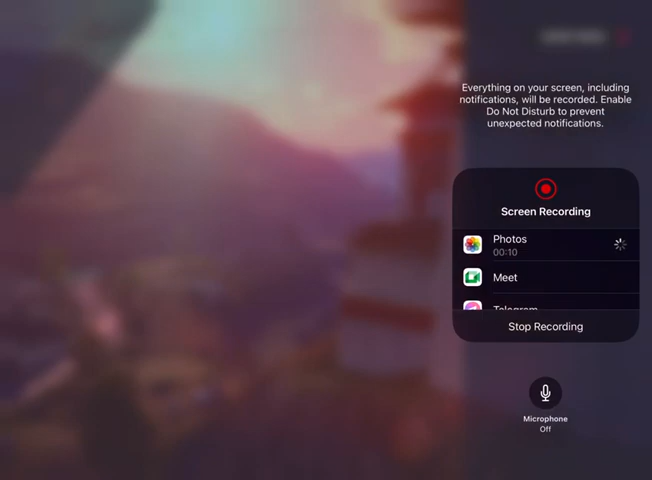 Everything on your screen, including
notifications, will be recorded. Enable
Do Not Disturb to prevent
unexpected notifications.
Screen Recording
Photos
00:10
Meet
Telegram
Stop Recording
Microphone
Off